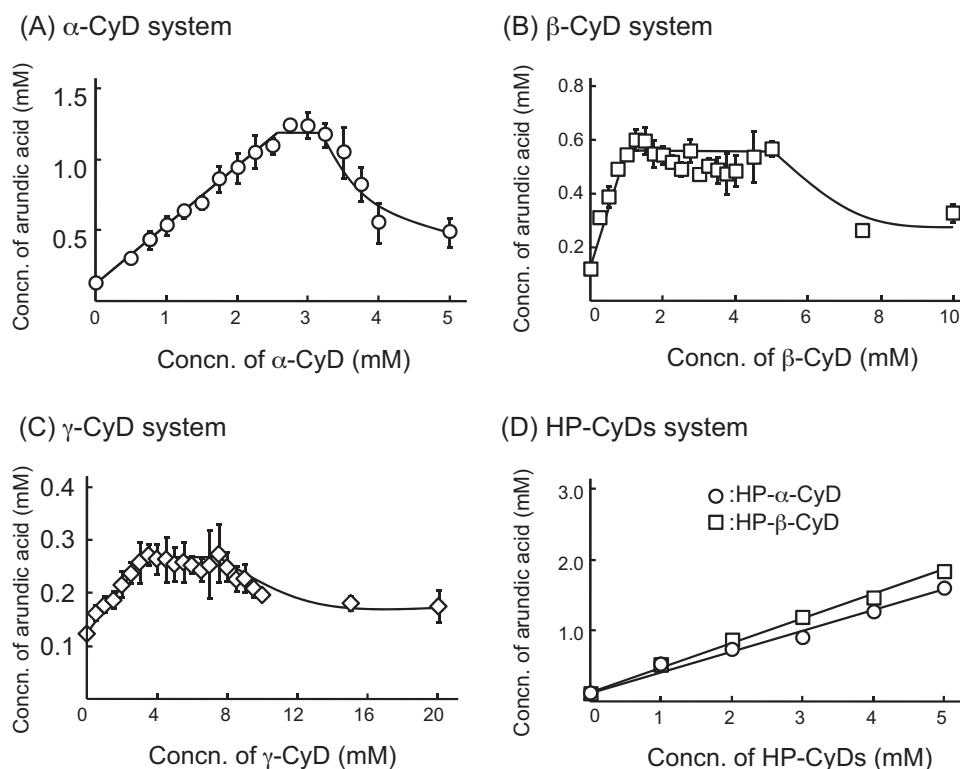 (A) α-CyD system
Concn. of arundic acid (mM)
1.5
1.0
0.5
0 1 2 3 4 5
Concn. of α-CyD (mM)
(B) β-CyD system
Concn. of arundic acid (mM)
0.8
0.6
0.4
0.2
0 2 4 6 8 10
Concn. of β-CyD (mM)
(C) γ-CyD system
Concn. of arundic acid (mM)
0.4
0.3
0.2
0.1
0 4 8 12 16 20
Concn. of γ-CyD (mM)
(D) HP-CyDs system
Concn. of arundic acid (mM)
3.0
2.0
1.0
:HP-α-CyD
:HP-β-CyD
0 1 2 3 4 5
Concn. of HP-CyDs (mM)